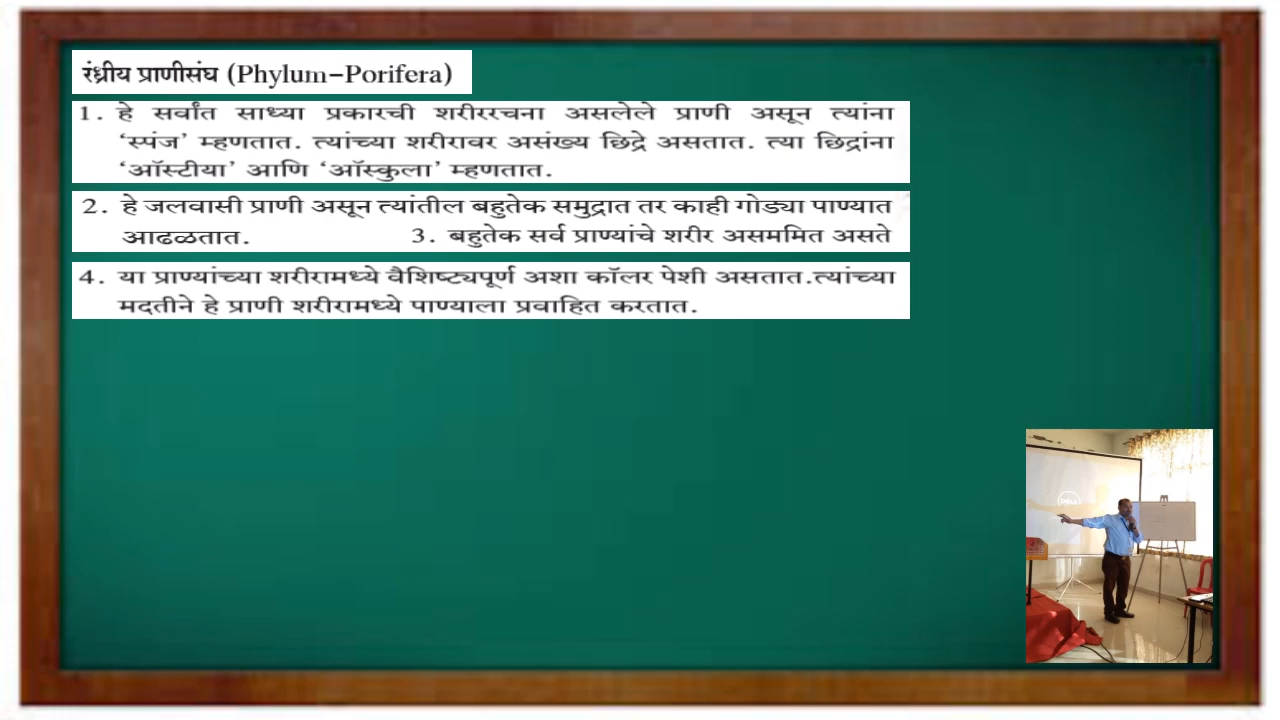 रंध्रीय प्राणीसंघ (Phylum–Porifera)
1. हे सर्वांत साध्या प्रकारची शरीररचना असलेले प्राणी असून त्यांना
‘स्पंज’ म्हणतात. त्यांच्या शरीरावर असंख्य छिद्रे असतात. त्या छिद्रांना
‘ऑस्टीया’ आणि ‘ऑस्कुला’ म्हणतात.
2. हे जलवासी प्राणी असून त्यांतील बहुतेक समुद्रात तर काही गोड्या पाण्यात
आढळतात. 3. बहुतेक सर्व प्राण्यांचे शरीर असममित असते
4. या प्राण्यांच्या शरीरामध्ये वैशिष्ट्यपूर्ण अशा कॉलर पेशी असतात.त्यांच्या
मदतीने हे प्राणी शरीरामध्ये पाण्याला प्रवाहित करतात.
DELL